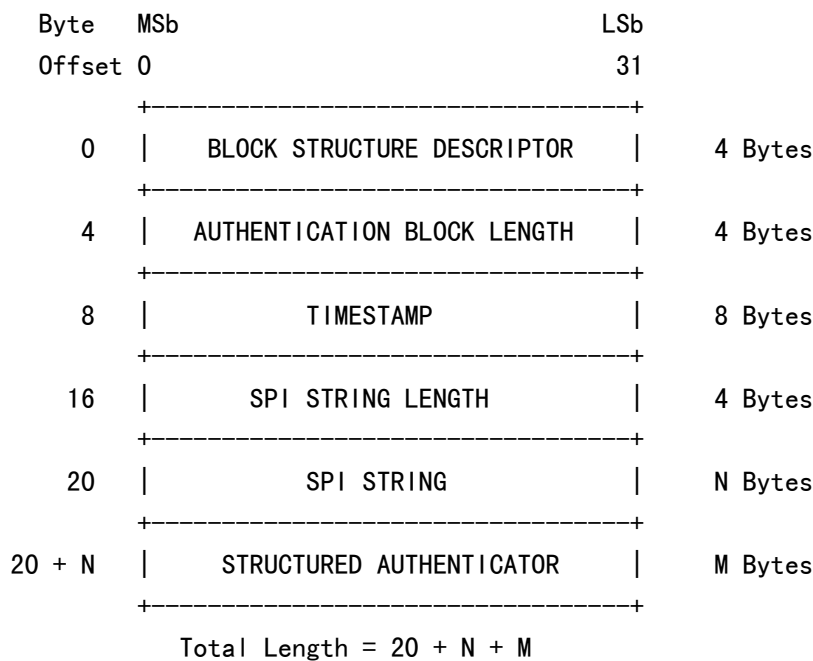 Byte MSb LSb
Offset 0 31
+----------------------------------+
0 | BLOCK STRUCTURE DESCRIPTOR | 4 Bytes
+----------------------------------+
4 | AUTHENTICATION BLOCK LENGTH | 4 Bytes
+----------------------------------+
8 | TIMESTAMP | 8 Bytes
+----------------------------------+
16 | SPI STRING LENGTH | 4 Bytes
+----------------------------------+
20 | SPI STRING | N Bytes
+----------------------------------+
20 + N | STRUCTURED AUTHENTICATOR | M Bytes
+----------------------------------+
Total Length = 20 + N + M